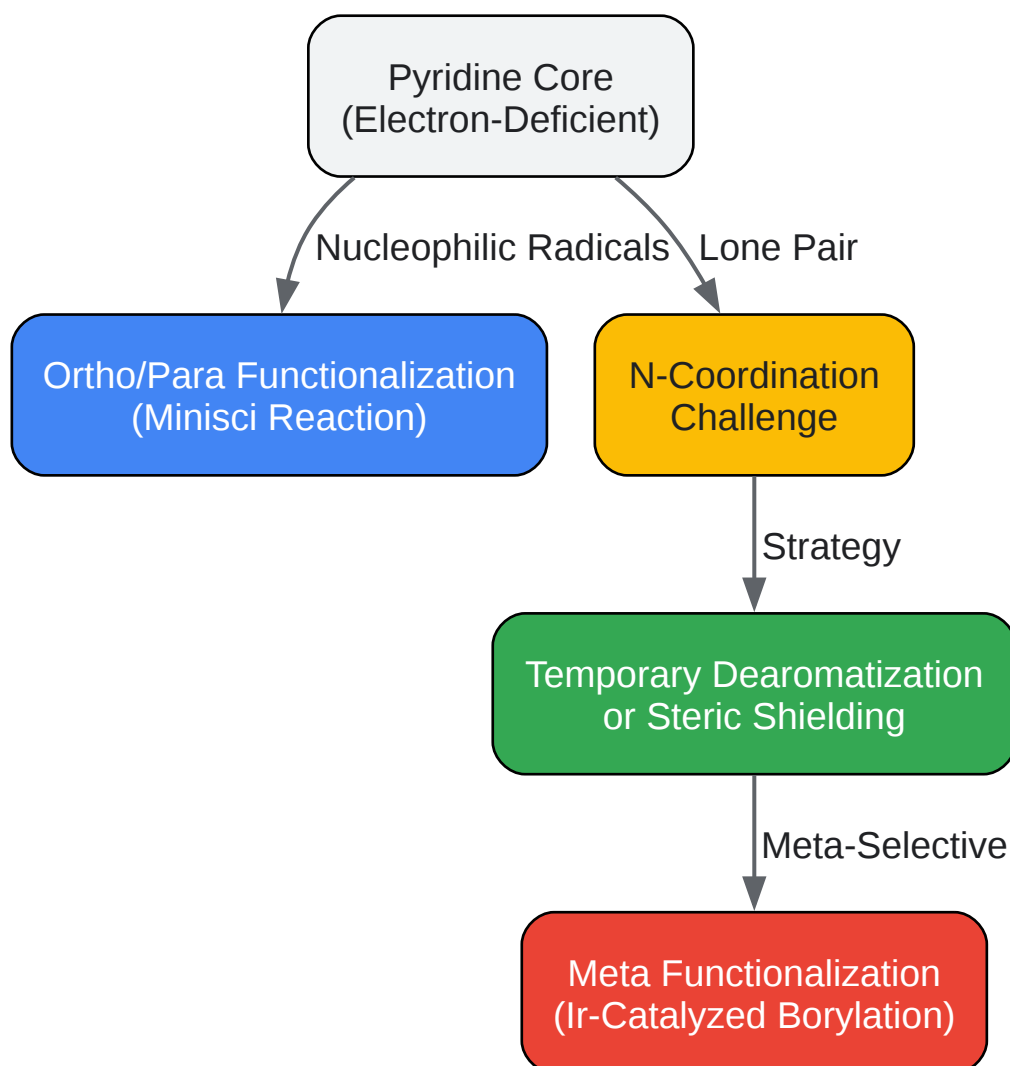 Pyridine Core
(Electron-Deficient)
Nucleophilic Radicals
Lone Pair
Ortho/Para Functionalization
(Minisci Reaction)
N-Coordination
Challenge
Strategy
Temporary Dearomatization
or Steric Shielding
Meta-Selective
Meta Functionalization
(Ir-Catalyzed Borylation)